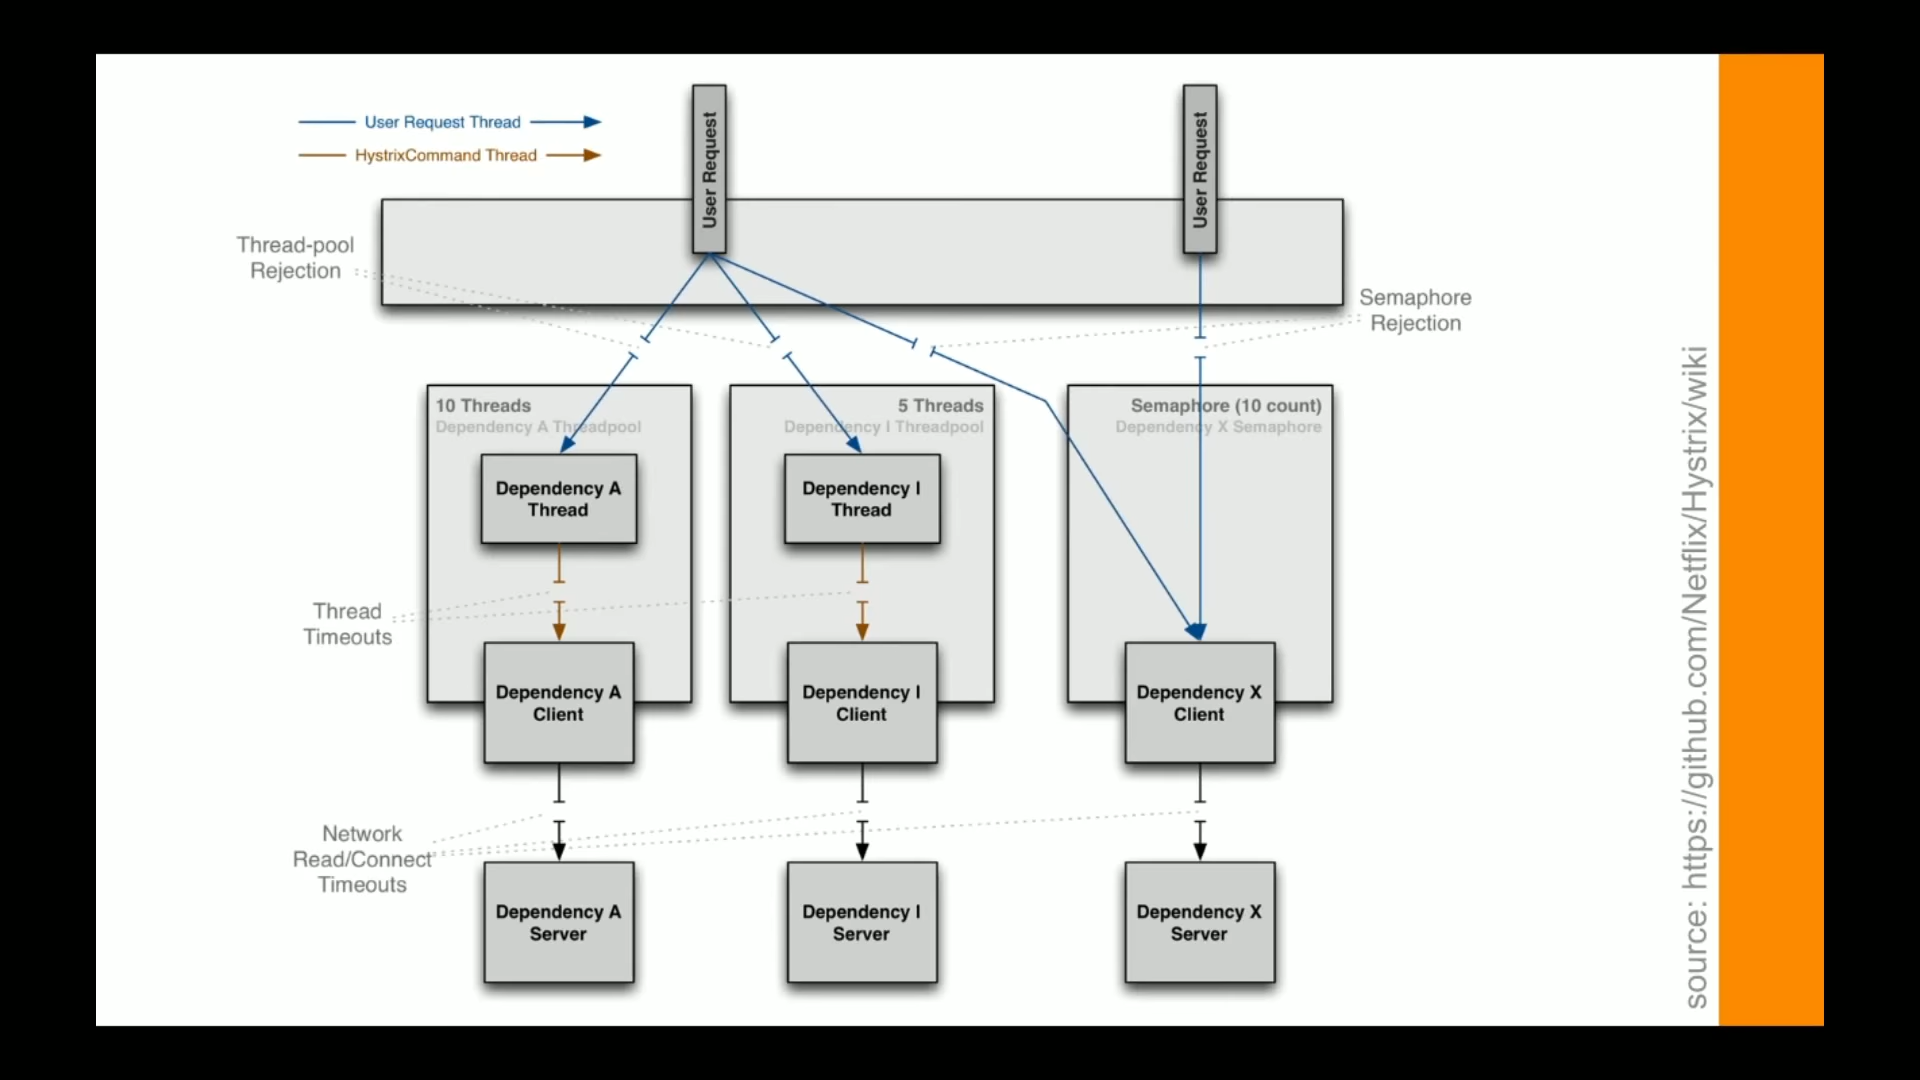 User Request Thread
HystrixCommand Thread
User Request
User Request
Thread-pool
Rejection
Semaphore
Rejection
10 Threads
Dependency A Threadpool
5 Threads
Dependency I Threadpool
Semaphore (10 count)
Dependency X Semaphore
Dependency A
Thread
Dependency I
Thread
Thread
Timeouts
Dependency A
Client
Dependency I
Client
Dependency X
Client
Network
Read/Connect
Timeouts
Dependency A
Server
Dependency I
Server
Dependency X
Server
source: https://github.com/Netflix/Hystrix/wiki